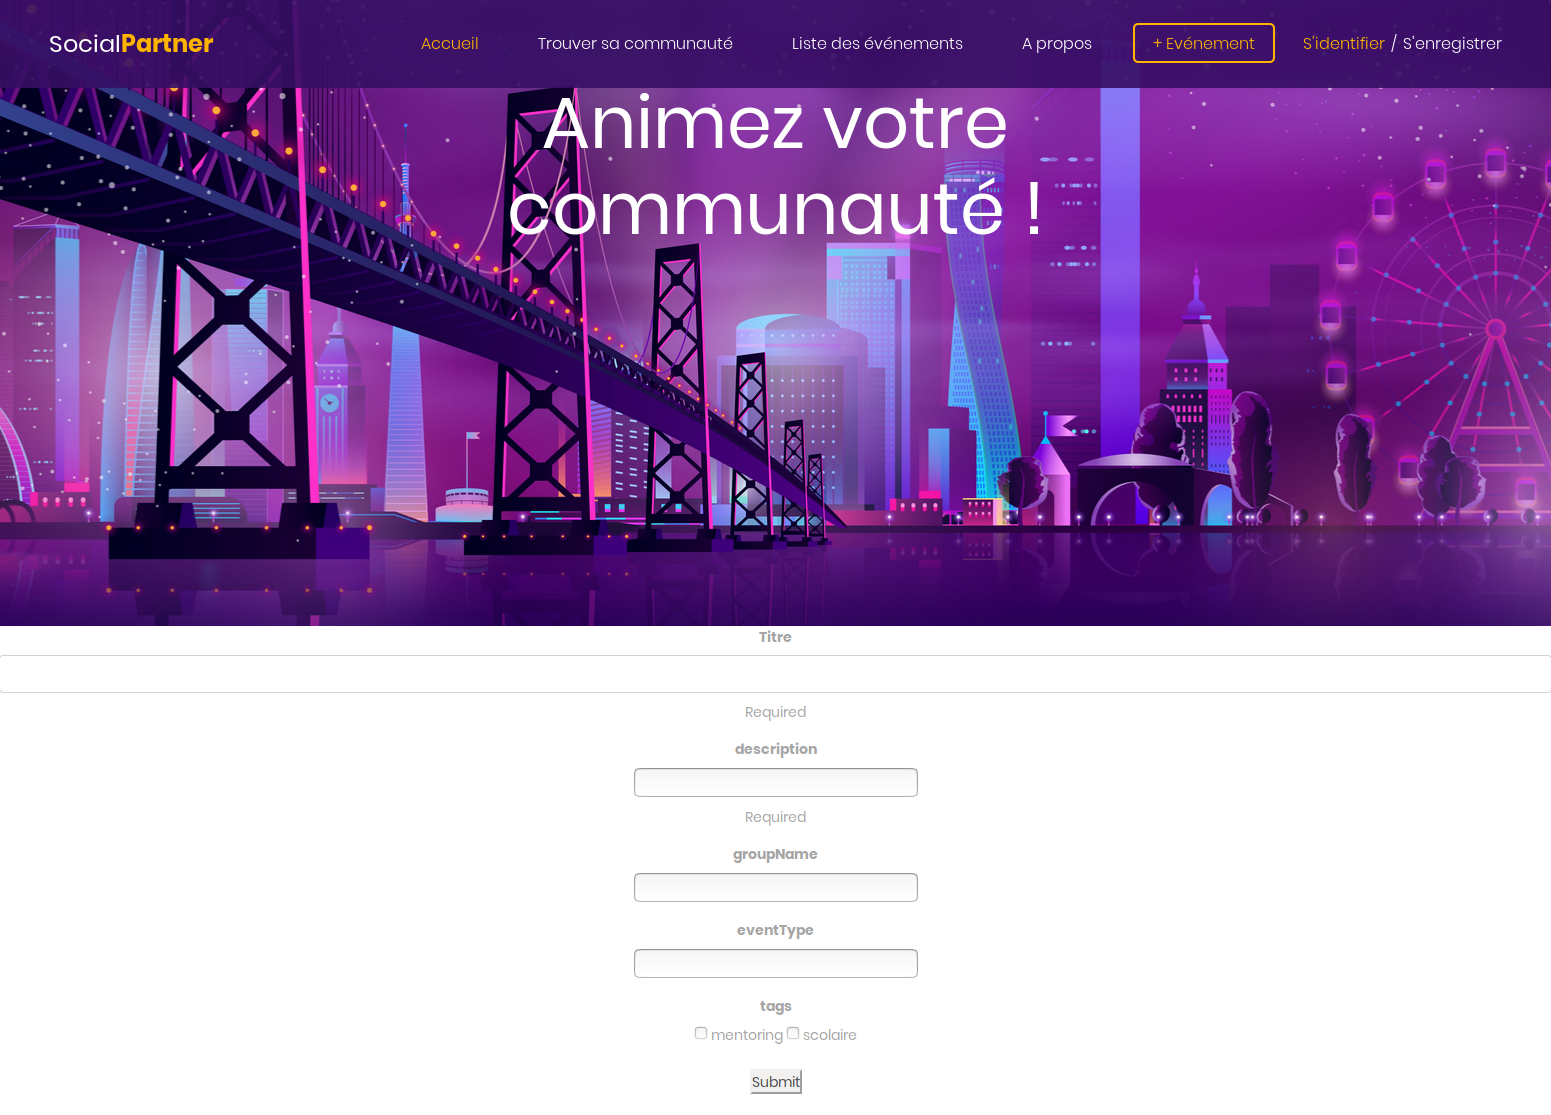 SocialPartner
Accueil
Trouver sa communauté
Liste des événements
A propos
+ Evénement
S'identifier / S'enregistrer
Animez votre
communauté !
Titre
Required
description
Required
groupName
eventType
tags
mentoring scolaire
Submit